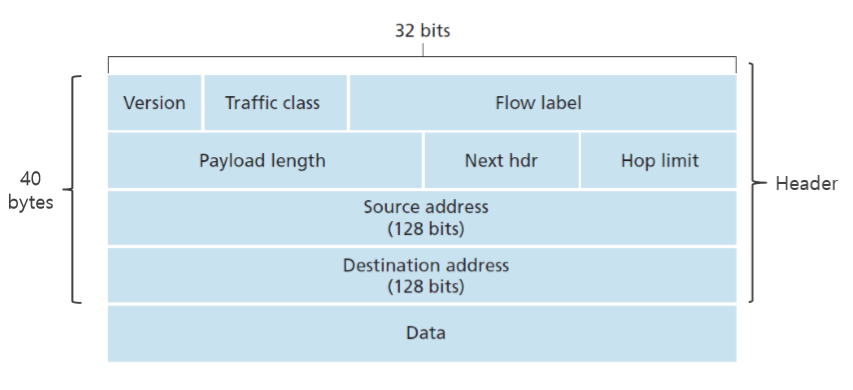 32 bits
Version Traffic class Flow label
Payload length Next hdr Hop limit
40
bytes
Header
Source address
(128 bits)
Destination address
(128 bits)
Data